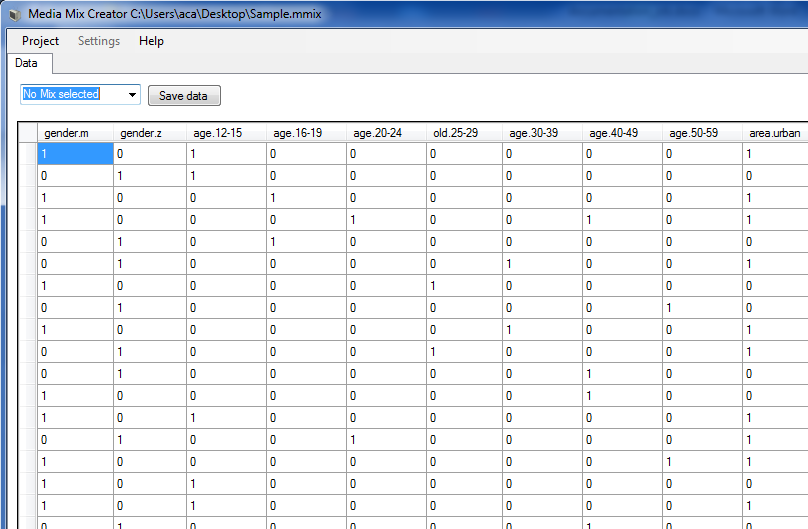 Media Mix Creator C:\Users\aca\Desktop\Sample.mmix
Project Settings Help
Data
No Mix selected Save data
gender.m gender.z age.12-15 age.16-19 age.20-24 old.25-29 age.30-39 age.40-49 age.50-59 area.urban
1 0 1 0 0 0 0 0 0 1
0 1 1 0 0 0 0 0 0 0
1 0 0 1 0 0 0 0 0 1
1 0 0 0 1 0 0 1 0 1
0 1 0 1 0 0 0 0 0 0
0 1 0 0 0 0 1 0 0 1
1 0 0 0 0 1 0 0 0 0
0 1 0 0 0 0 0 0 1 0
1 0 0 0 0 0 1 0 0 1
0 1 0 0 0 1 0 0 0 1
0 1 0 0 0 0 0 1 0 0
1 0 0 0 0 0 0 1 0 0
1 0 1 0 0 0 0 0 0 1
0 1 0 0 1 0 0 0 0 1
1 0 0 0 0 0 0 0 1 1
1 0 1 0 0 0 0 0 0 0
1 0 1 0 0 0 0 0 0 1
0 1 0 0 0 0 0 1 0 0